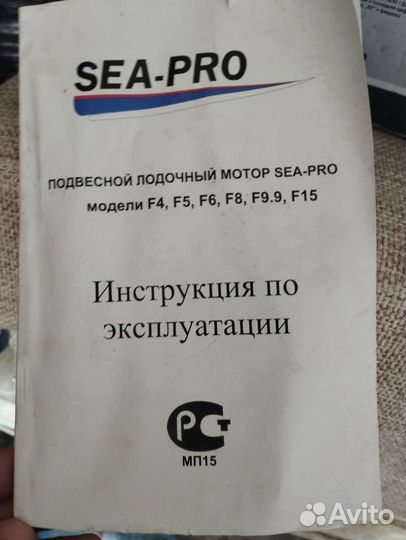 SEA-PRO
ПОДВЕСНОЙ ЛОДОЧНЫЙ МОТОР SEA-PRO
модели F4, F5, F6, F8, F9.9, F15
Инструкция по
эксплуатации
РСТ
МП15
Avito